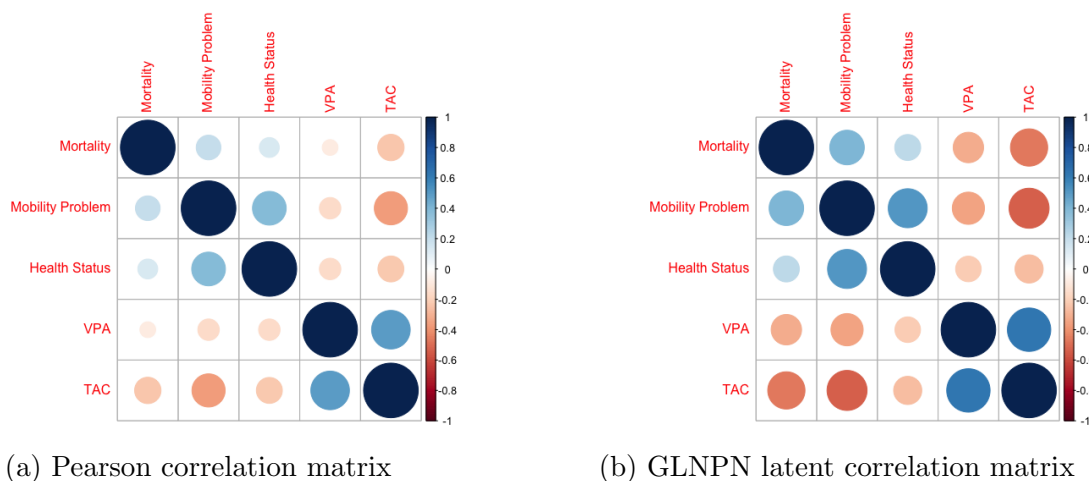 Mortality
Mobility Problem
Health Status
VPA
TAC
Mortality
Mobility Problem
Health Status
VPA
TAC
1
0.8
0.6
0.4
0.2
0
-0.2
-0.4
-0.6
-0.8
-1
(a) Pearson correlation matrix
Mortality
Mobility Problem
Health Status
VPA
TAC
Mortality
Mobility Problem
Health Status
VPA
TAC
0
(b) GLNPN latent correlation matrix